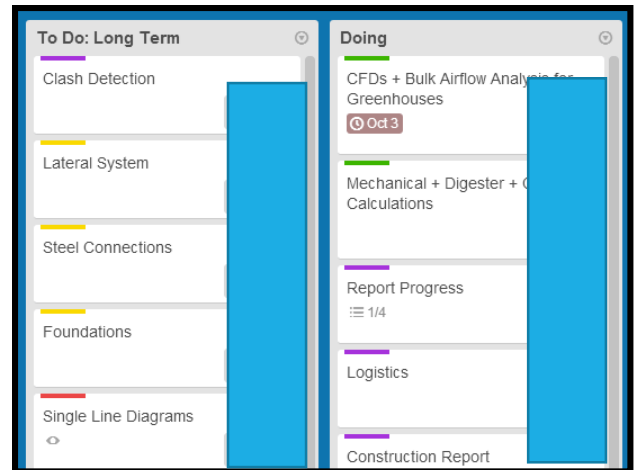 To Do: Long Term
Clash Detection
Lateral System
Steel Connections
Foundations
Single Line Diagrams
Doing
CFDs + Bulk Airflow Analysis for
Greenhouses
Oct 3
Mechanical + Digester +
Calculations
Report Progress
1/4
Logistics
Construction Report